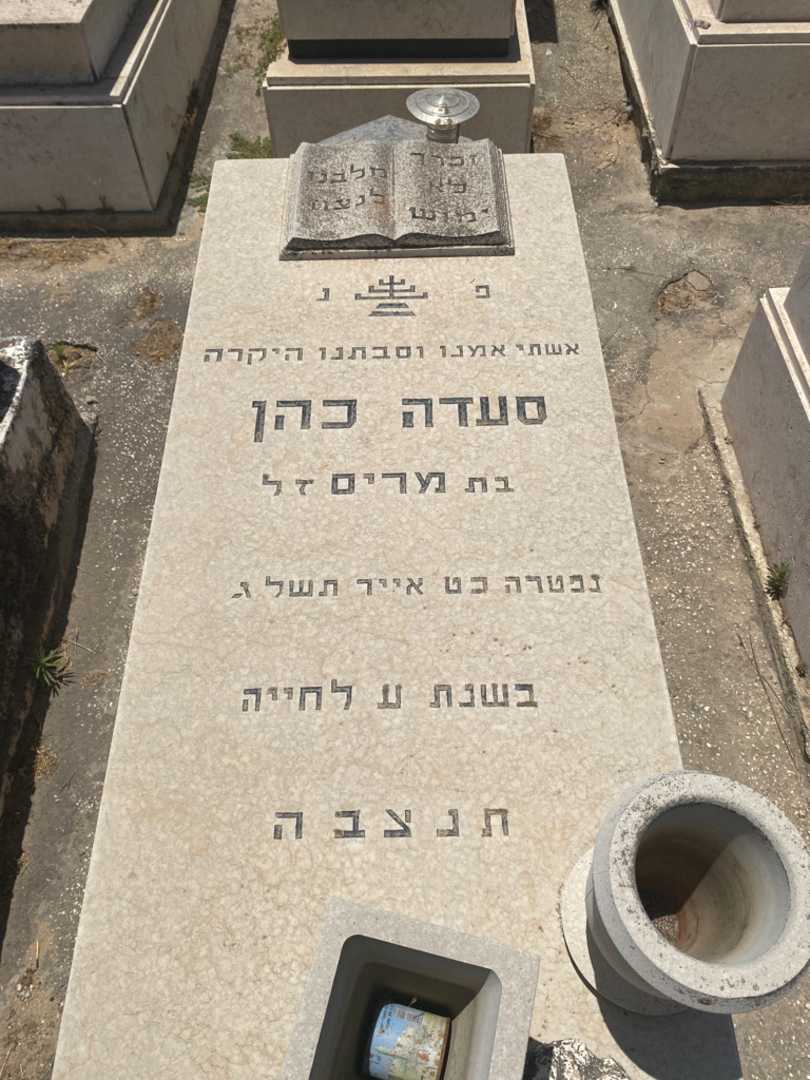 זכרך
לא
ימוש
מלבנו
לנצח
פ נ
אשתי אמנו וסבתנו היקרה
סעדה כהן
בת מרים ז ל
נפטרה כט אייר תשל ג
בשנת ע לחייה
ת נ צ ב ה